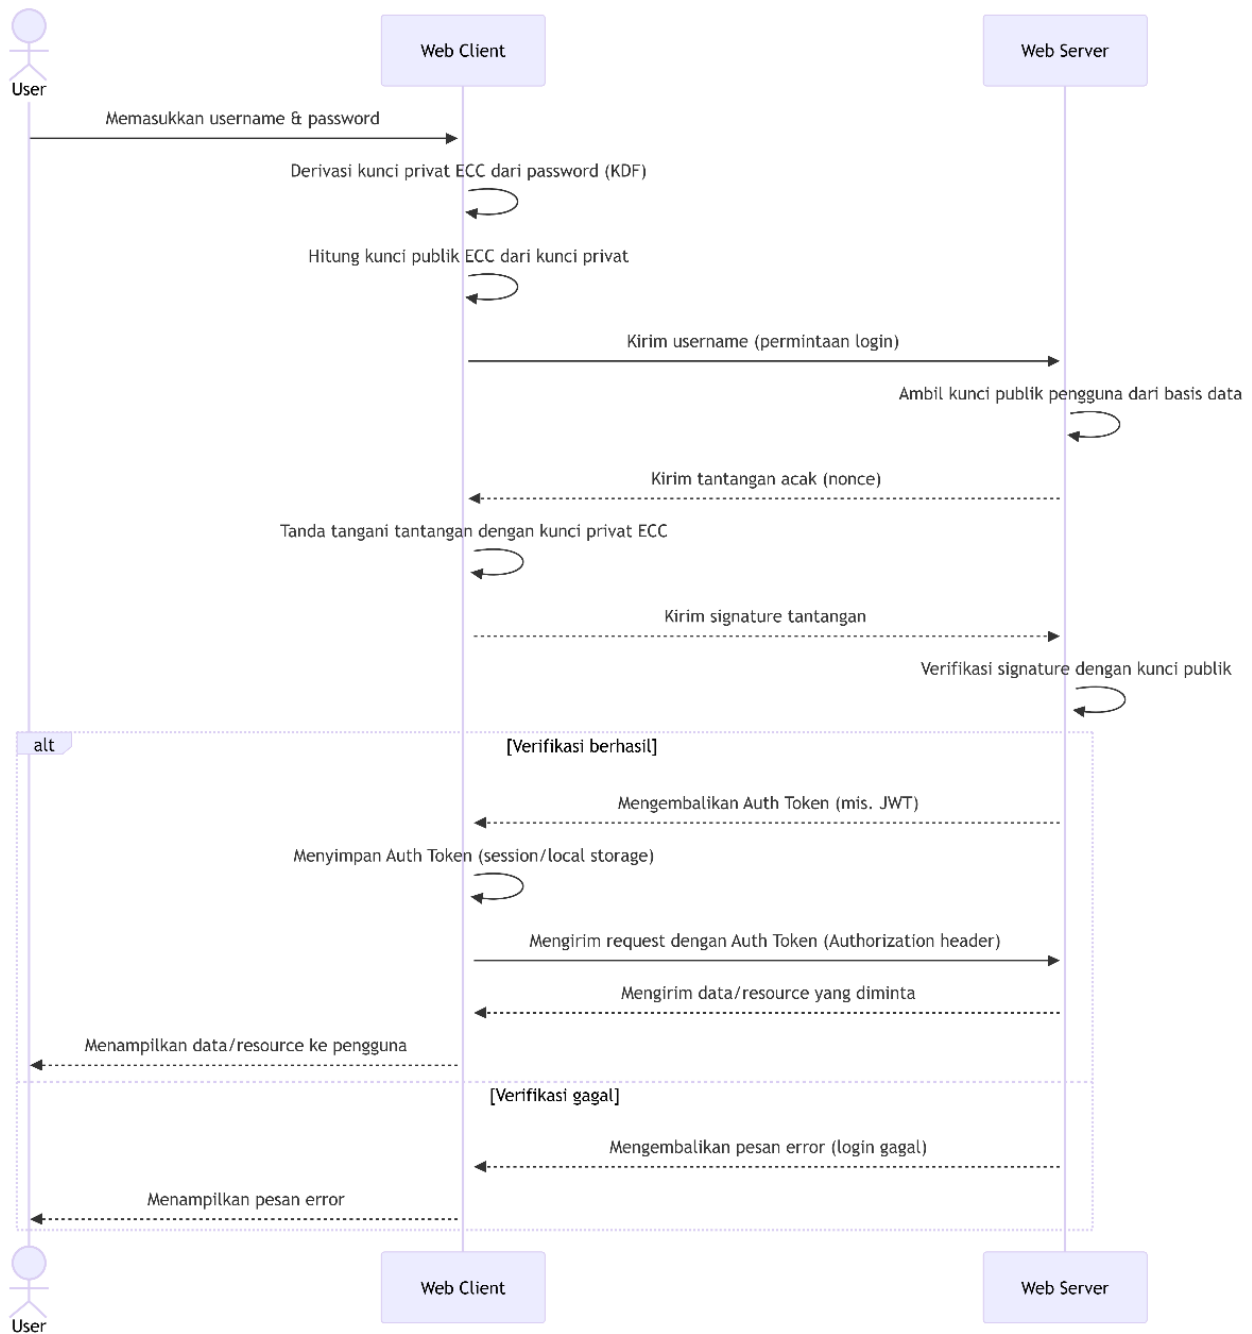 User
Web Client
Web Server
Memasukkan username & password
Derivasi kunci privat ECC dari password (KDF)
Hitung kunci publik ECC dari kunci privat
Kirim username (permintaan login)
Ambil kunci publik pengguna dari basis data
Kirim tantangan acak (nonce)
Tanda tangani tantangan dengan kunci privat ECC
Kirim signature tantangan
Verifikasi signature dengan kunci publik
alt
[Verifikasi berhasil]
Mengembalikan Auth Token (mis. JWT)
Menyimpan Auth Token (session/local storage)
Mengirim request dengan Auth Token (Authorization header)
Mengirim data/resource yang diminta
Menampilkan data/resource ke pengguna
[Verifikasi gagal]
Mengembalikan pesan error (login gagal)
Menampilkan pesan error
User
Web Client
Web Server